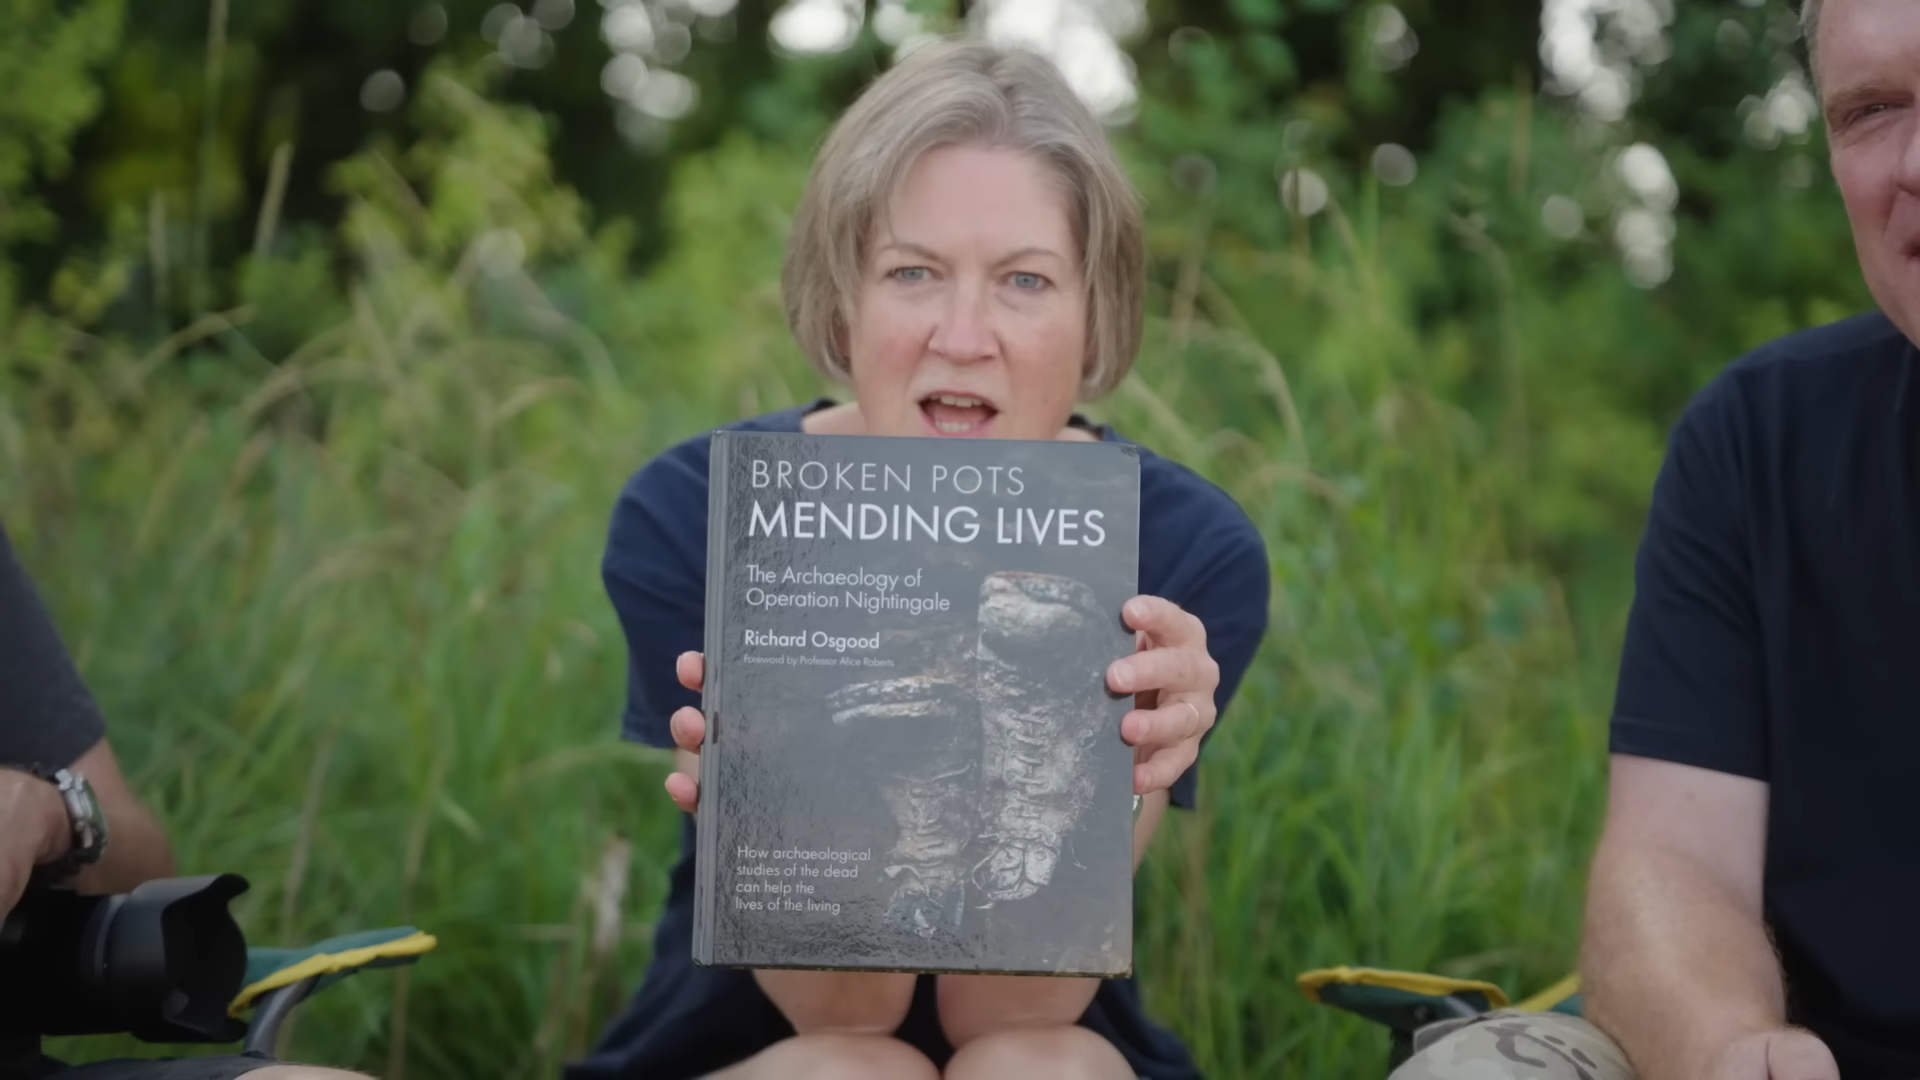 BROKEN POTS
MENDING LIVES
The Archaeology of
Operation Nightingale
Richard Osgood
Foreword by Professor Alice Roberts
How archaeological
studies of the dead
can help the
lives of the living